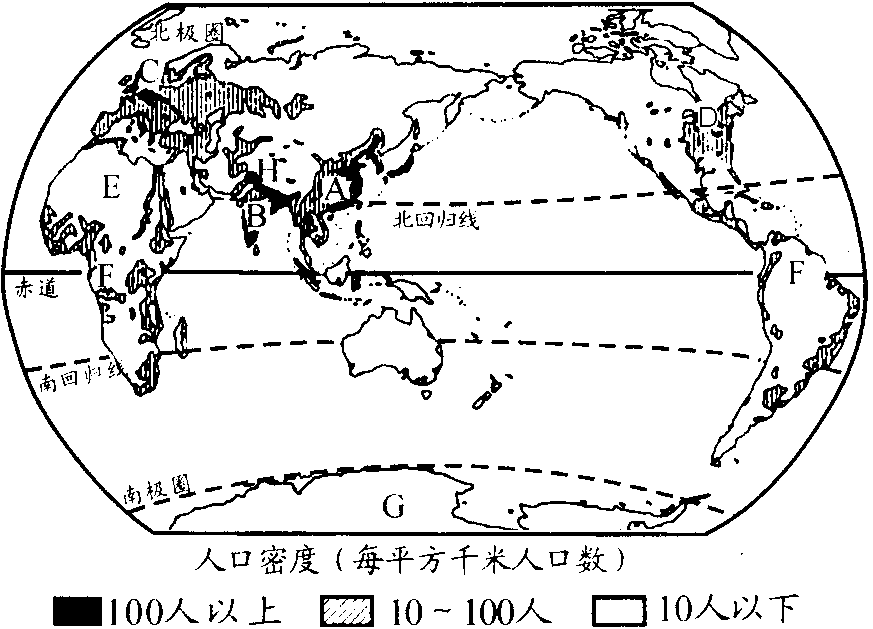 北极圈
C
D
E
H
A
B
北回归线
F
F
赤道
南回归线
南极圈
G
人口密度(每平方千米人口数)
100人以上 10~100人 10人以下